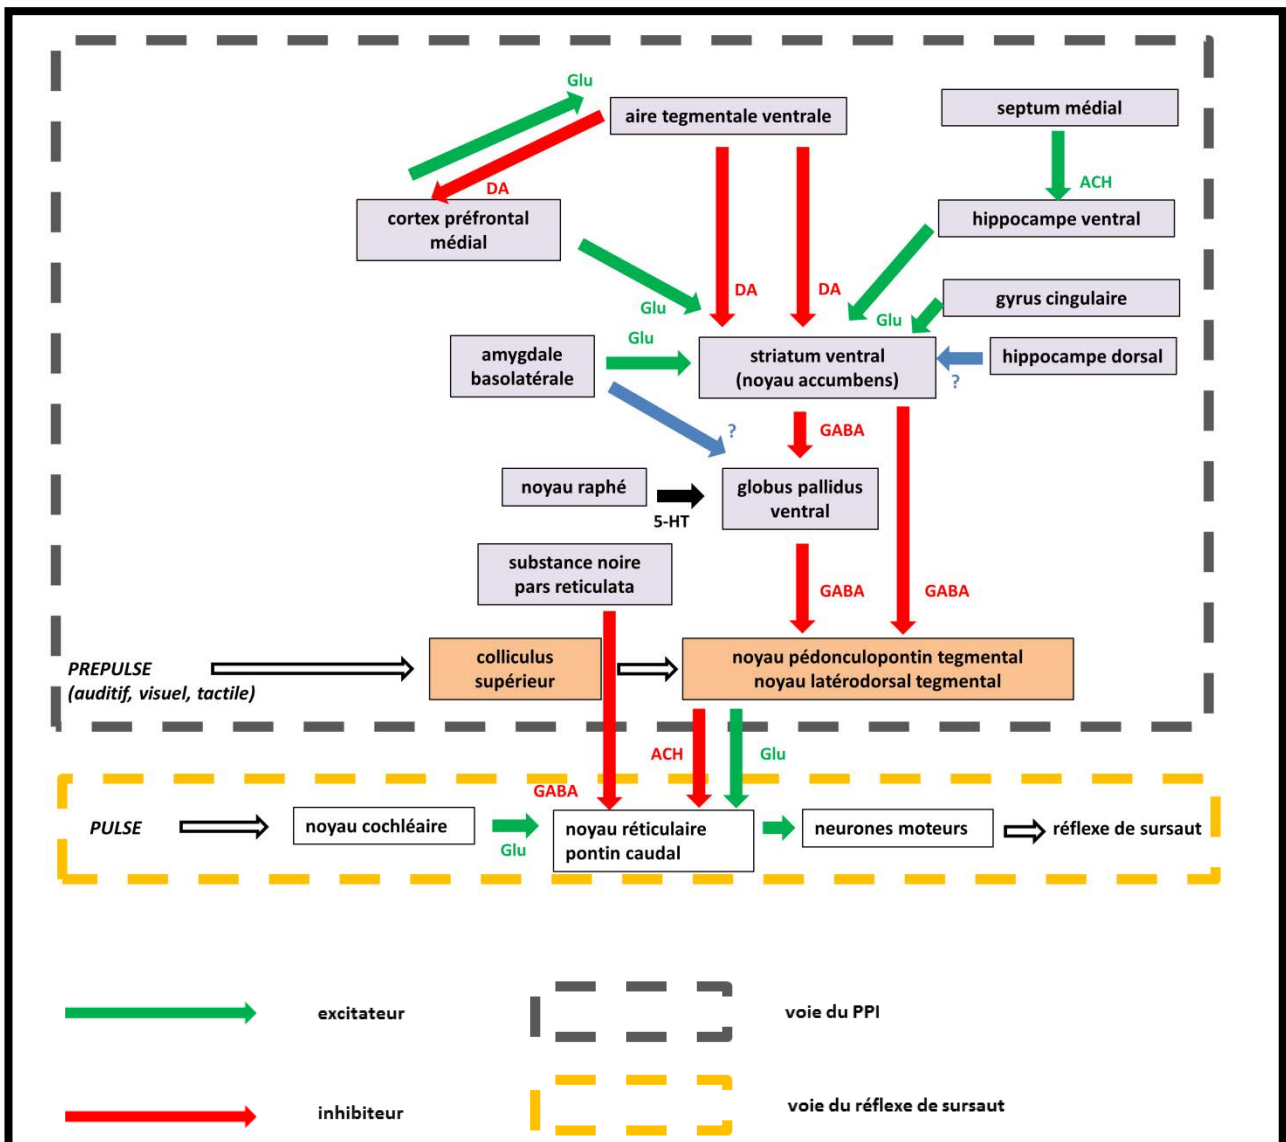 Glu
aire tegmentale ventrale
septum médial
DA
ACH
cortex préfrontal
médial
hippocampe ventral
gyrus cingulaire
DA
DA
Glu
Glu
Glu
amygdale
basolatérale
striatum ventral
(noyau accumbens)
hippocampe dorsal
?
?
GABA
noyau raphé
5-HT
globus pallidus
ventral
substance noire
pars reticulata
GABA
GABA
PREPULSE
(auditif, visuel, tactile)
colliculus
supérieur
noyau pédonculopontin tegmental
noyau latérodorsal tegmental
ACH
Glu
GABA
PULSE
noyau cochléaire
Glu
noyau réticulaire
pontin caudal
neurones moteurs
réflexe de sursaut
excitateur
voie du PPI
inhibiteur
voie du réflexe de sursaut